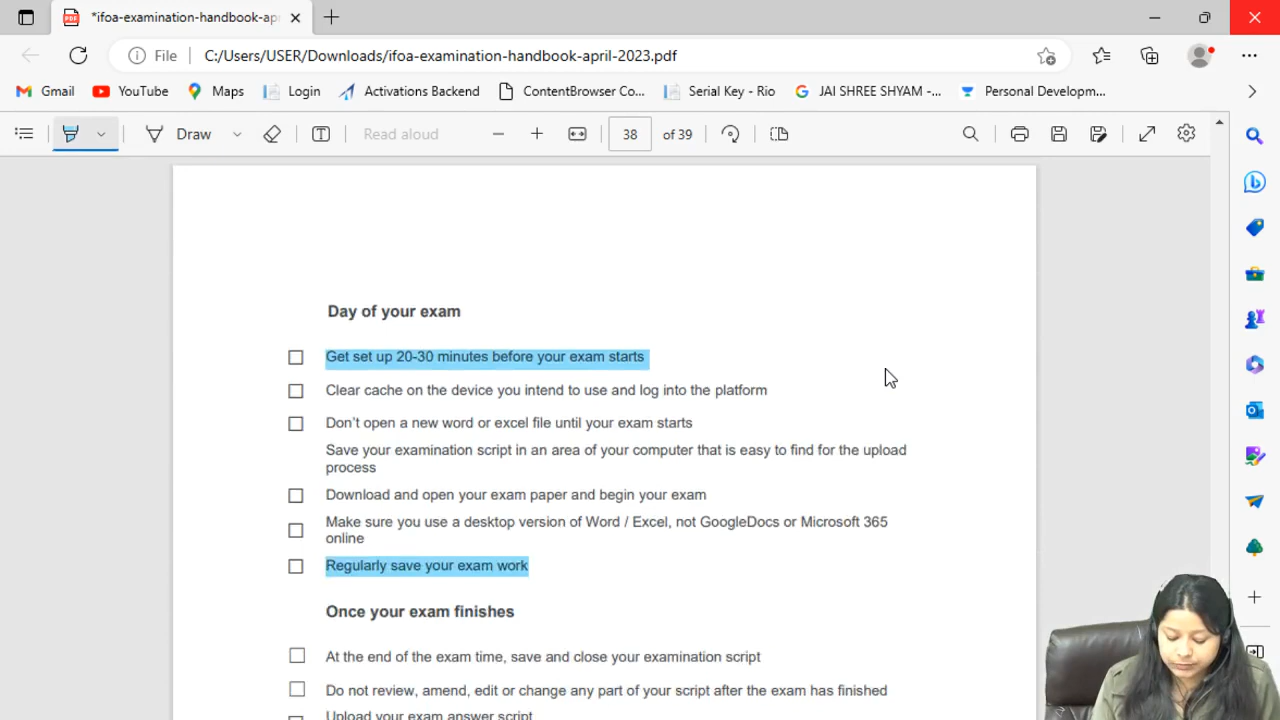 *ifoa-examination-handbook-ap
File
C:/Users/USER/Downloads/ifoa-examination-handbook-april-2023.pdf
Gmail
YouTube
Maps
Login
Activations Backend
ContentBrowser Co...
Serial Key - Rio
JAI SHREE SHYAM -...
Personal Developm...
Draw
Read aloud
38
of 39
Day of your exam
Get set up 20-30 minutes before your exam starts
Clear cache on the device you intend to use and log into the platform
Don't open a new word or excel file until your exam starts
Save your examination script in an area of your computer that is easy to find for the upload
process
Download and open your exam paper and begin your exam
Make sure you use a desktop version of Word / Excel, not GoogleDocs or Microsoft 365
online
Regularly save your exam work
Once your exam finishes
At the end of the exam time, save and close your examination script
Do not review, amend, edit or change any part of your script after the exam has finished
Upload your exam answer script